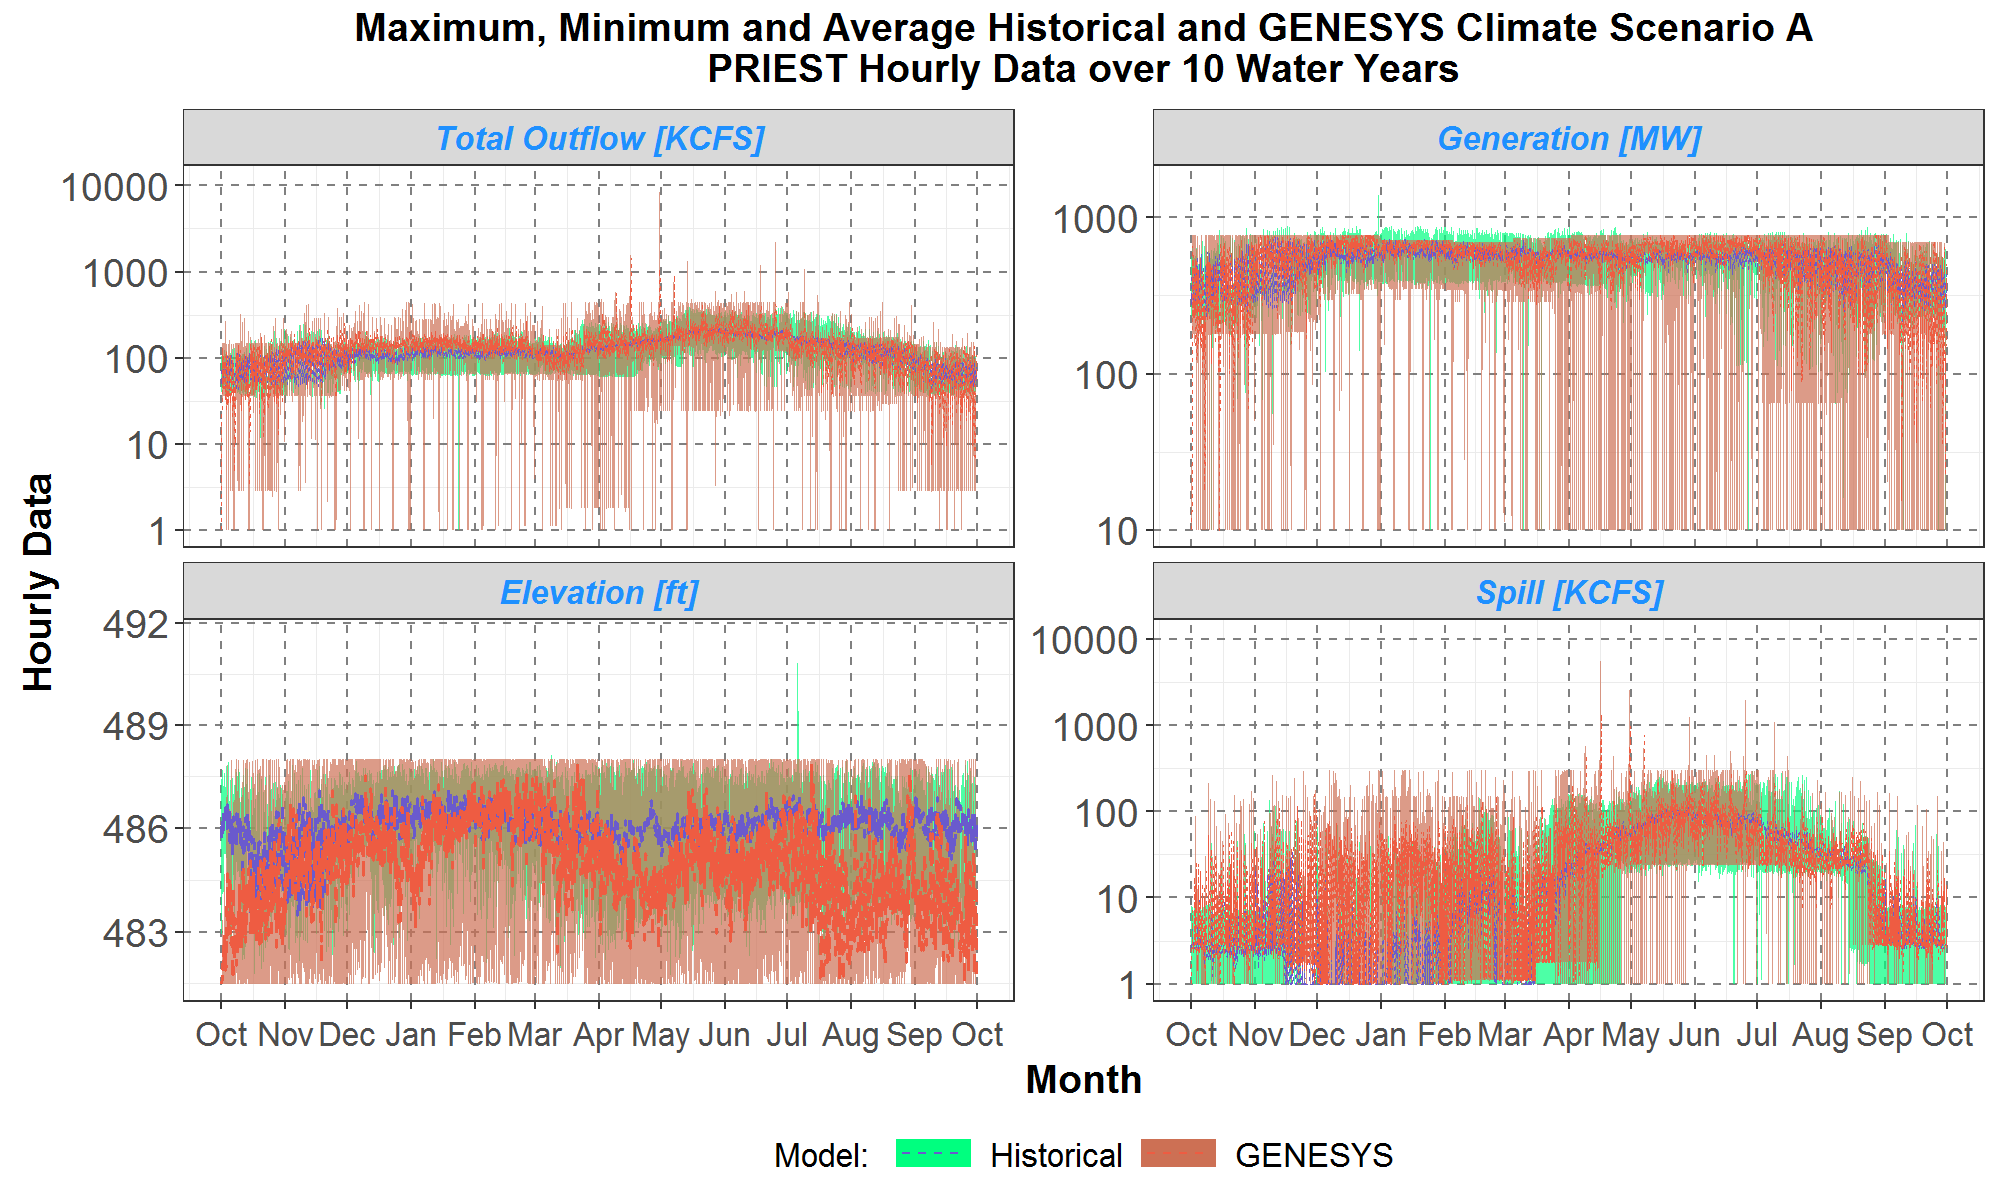 Maximum, Minimum and Average Historical and GENESYS Climate Scenario A
PRIEST Hourly Data over 10 Water Years
Total Outflow [KCFS]
Generation [MW]
10000
1000
100
10
1
1000
100
10
Hourly Data
Elevation [ft]
Spill [KCFS]
492
489
486
483
10000
1000
100
10
1
Oct Nov Dec Jan Feb Mar Apr May Jun Jul Aug Sep Oct
Oct Nov Dec Jan Feb Mar Apr May Jun Jul Aug Sep Oct
Month
Model: Historical GENESYS